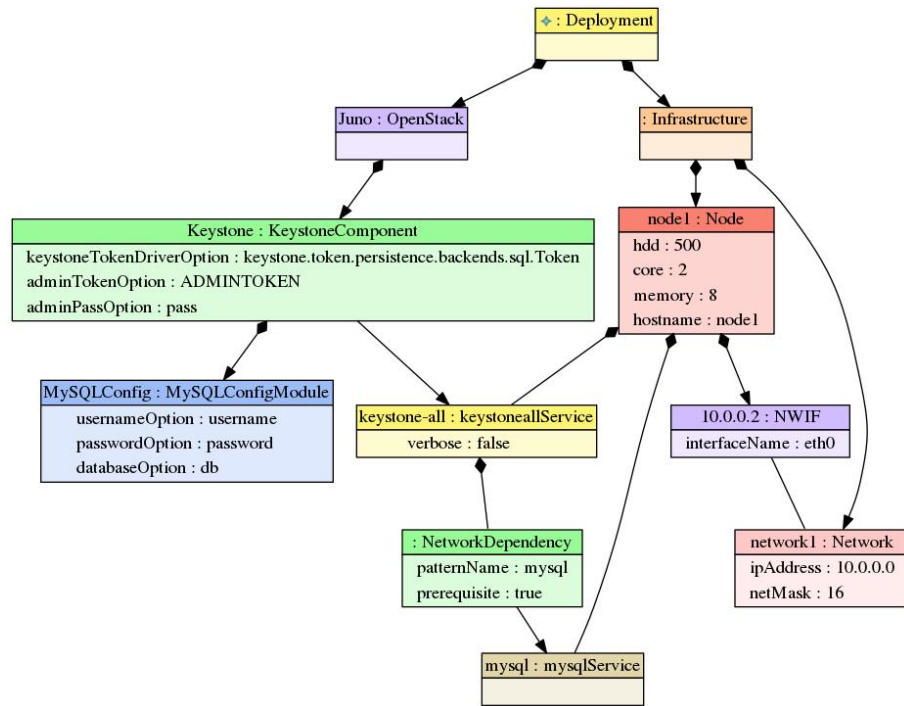 : Deployment
Juno : OpenStack
: Infrastructure
Keystone : KeystoneComponent
keystoneTokenDriverOption : keystone.token.persistence.backends.sql.Token
adminTokenOption : ADMINTOKEN
adminPassOption : pass
node1 : Node
hdd : 500
core : 2
memory : 8
hostname : node1
MySQLConfig : MySQLConfigModule
usernameOption : username
passwordOption : password
databaseOption : db
keystone-all : keystoneallService
verbose : false
10.0.0.2 : NWIF
interfaceName : eth0
: NetworkDependency
patternName : mysql
prerequisite : true
network1 : Network
ipAddress : 10.0.0.0
netMask : 16
mysql : mysqlService